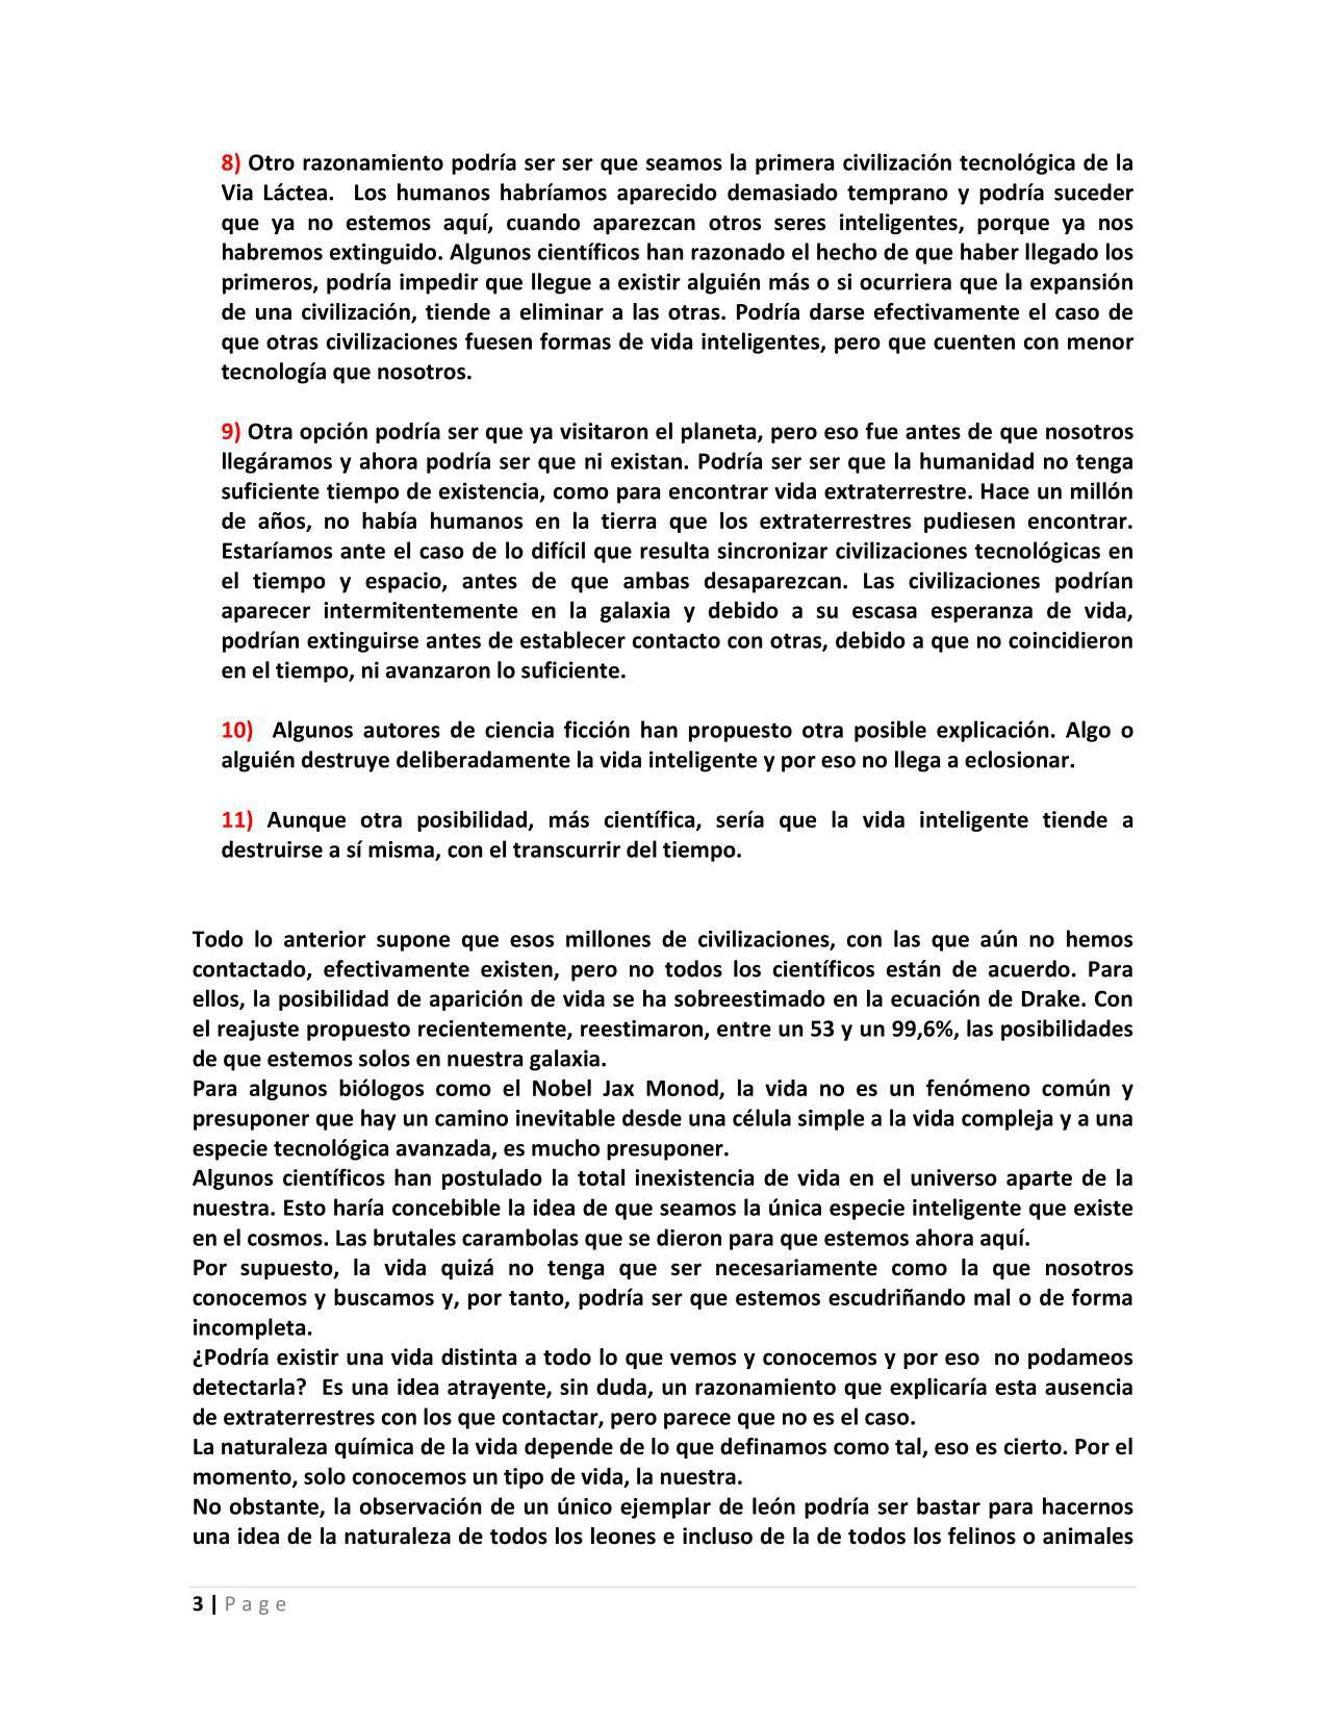 8) Otro razonamiento podría ser ser que seamos la primera civilización tecnológica de la
Via Láctea.  Los humanos habríamos aparecido demasiado temprano y podría suceder
que ya no estemos aquí, cuando aparezcan otros seres inteligentes, porque ya nos
habremos extinguido. Algunos científicos han razonado el hecho de que haber llegado los
primeros, podría impedir que llegue a existir alguién más o si ocurriera que la expansión
de una civilización, tiende a eliminar a las otras. Podría darse efectivamente el caso de
que otras civilizaciones fuesen formas de vida inteligentes, pero que cuenten con menor
tecnología que nosotros.
9) Otra opción podría ser que ya visitaron el planeta, pero eso fue antes de que nosotros
llegáramos y ahora podría ser que ni existan. Podría ser ser que la humanidad no tenga
suficiente tiempo de existencia, como para encontrar vida extraterrestre. Hace un millón
de años, no había humanos en la tierra que los extraterrestres pudiesen encontrar.
Estaríamos ante el caso de lo difícil que resulta sincronizar civilizaciones tecnológicas en
el tiempo y espacio, antes de que ambas desaparezcan. Las civilizaciones podrían
aparecer intermitentemente en la galaxia y debido a su escasa esperanza de vida,
podrían extinguirse antes de establecer contacto con otras, debido a que no coincidieron
en el tiempo, ni avanzaron lo suficiente.
10)  Algunos autores de ciencia ficción han propuesto otra posible explicación. Algo o
alguién destruye deliberadamente la vida inteligente y por eso no llega a eclosionar.
11) Aunque otra posibilidad, más científica, sería que la vida inteligente tiende a
destruirse a sí misma, con el transcurrir del tiempo.
Todo lo anterior supone que esos millones de civilizaciones, con las que aún no hemos
contactado, efectivamente existen, pero no todos los científicos están de acuerdo. Para
ellos, la posibilidad de aparición de vida se ha sobreestimado en la ecuación de Drake. Con
el reajuste propuesto recientemente, reestimaron, entre un 53 y un 99,6%, las posibilidades
de que estemos solos en nuestra galaxia.
Para algunos biólogos como el Nobel Jax Monod, la vida no es un fenómeno común y
presuponer que hay un camino inevitable desde una célula simple a la vida compleja y a una
especie tecnológica avanzada, es mucho presuponer.
Algunos científicos han postulado la total inexistencia de vida en el universo aparte de la
nuestra. Esto haría concebible la idea de que seamos la única especie inteligente que existe
en el cosmos. Las brutales carambolas que se dieron para que estemos ahora aquí.
Por supuesto, la vida quizá no tenga que ser necesariamente como la que nosotros
conocemos y buscamos y, por tanto, podría ser que estemos escudriñando mal o de forma
incompleta.
¿Podría existir una vida distinta a todo lo que vemos y conocemos y por eso  no podameos
detectarla?  Es una idea atrayente, sin duda, un razonamiento que explicaría esta ausencia
de extraterrestres con los que contactar, pero parece que no es el caso.
La naturaleza química de la vida depende de lo que definamos como tal, eso es cierto. Por el
momento, solo conocemos un tipo de vida, la nuestra.
No obstante, la observación de un único ejemplar de león podría ser bastar para hacernos
una idea de la naturaleza de todos los leones e incluso de la de todos los felinos o animales
3 | Page